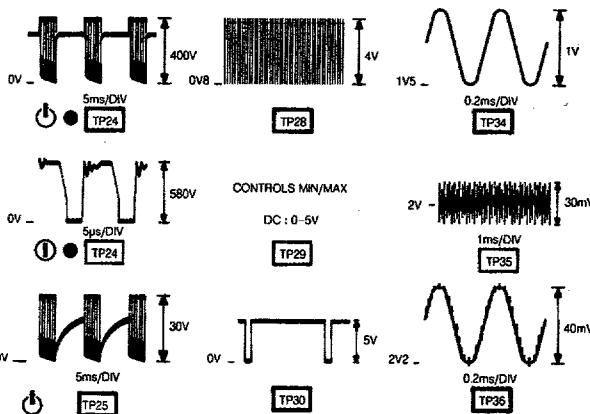 400V
0V
5ms/DIV
TP24
4V
0V8
TP28
1V
1V5
0.2ms/DIV
TP34
580V
0V
5µs/DIV
TP24
CONTROLS MIN/MAX
DC : 0-5V
TP29
2V
30mV
1ms/DIV
TP35
30V
0V
5ms/DIV
TP25
5V
0V
TP30
40mV
2V2
0.2ms/DIV
TP36